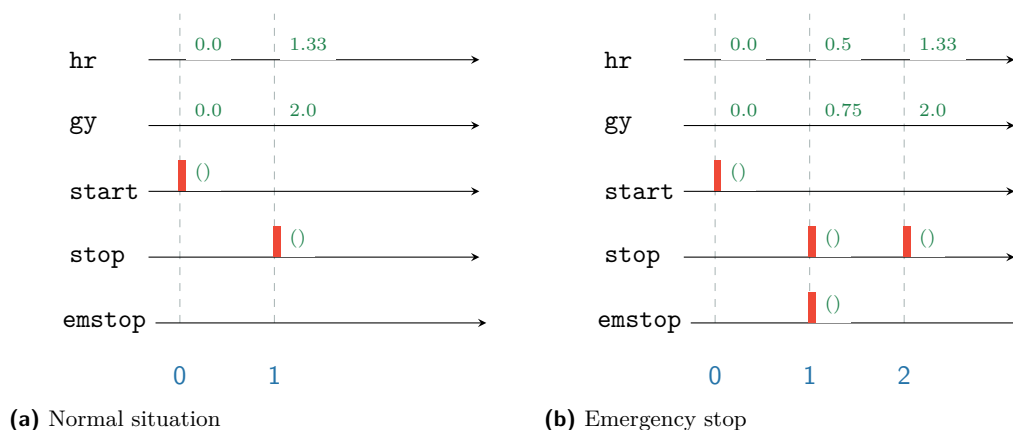 hr 0.0 1.33
gy 0.0 2.0
start ()
stop ()
emstop
0 1
(a) Normal situation
hr 0.0 0.5 1.33
gy 0.0 0.75 2.0
start ()
stop () ()
emstop ()
0 1 2
(b) Emergency stop